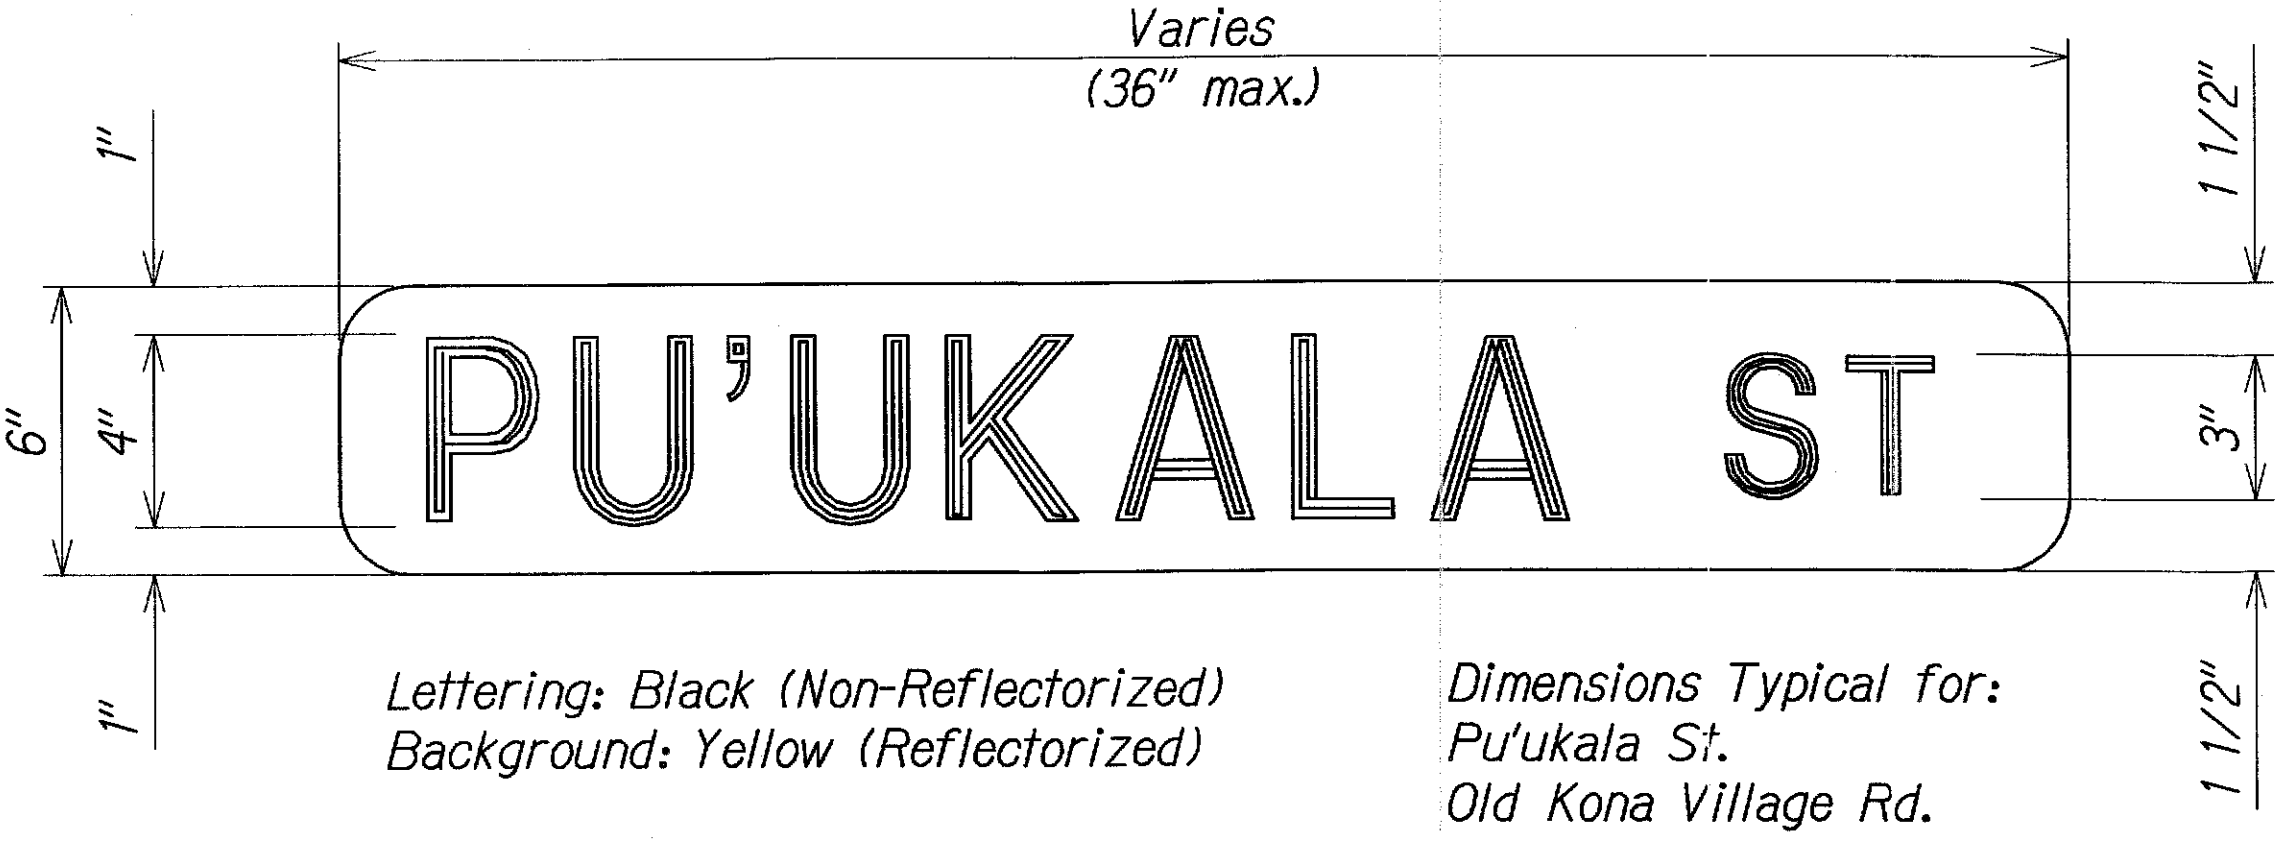 Varies
(36" max.)
1"
1 1/2"
6"
4"
PU'UKALA ST
3"
1"
1 1/2"
Lettering: Black (Non-Reflectorized)
Background: Yellow (Reflectorized)
Dimensions Typical for:
Pu'ukala St.
Old Kona Village Rd.